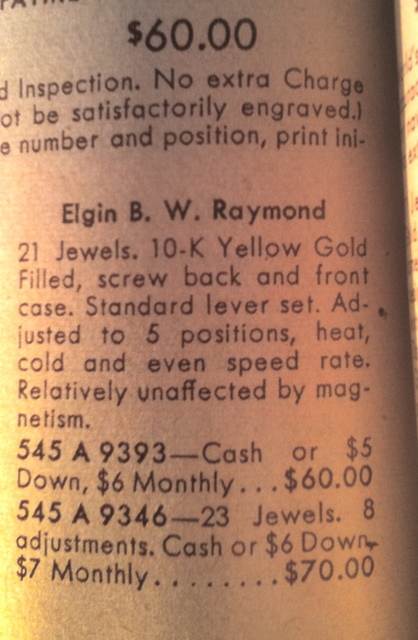 $60.00
d Inspection. No extra Charge
ot be satisfactorily engraved.)
e number and position, print ini-
Elgin B. W. Raymond
21 Jewels. 10-K Yellow Gold
Filled, screw back and front
case. Standard lever set. Ad-
justed to 5 positions, heat,
cold and even speed rate.
Relatively unaffected by mag-
netism.
545 A 9393—Cash or $5
Down, $6 Monthly...$60.00
545 A 9346—23 Jewels. 8
adjustments. Cash or $6 Down,
$7 Monthly........$70.00